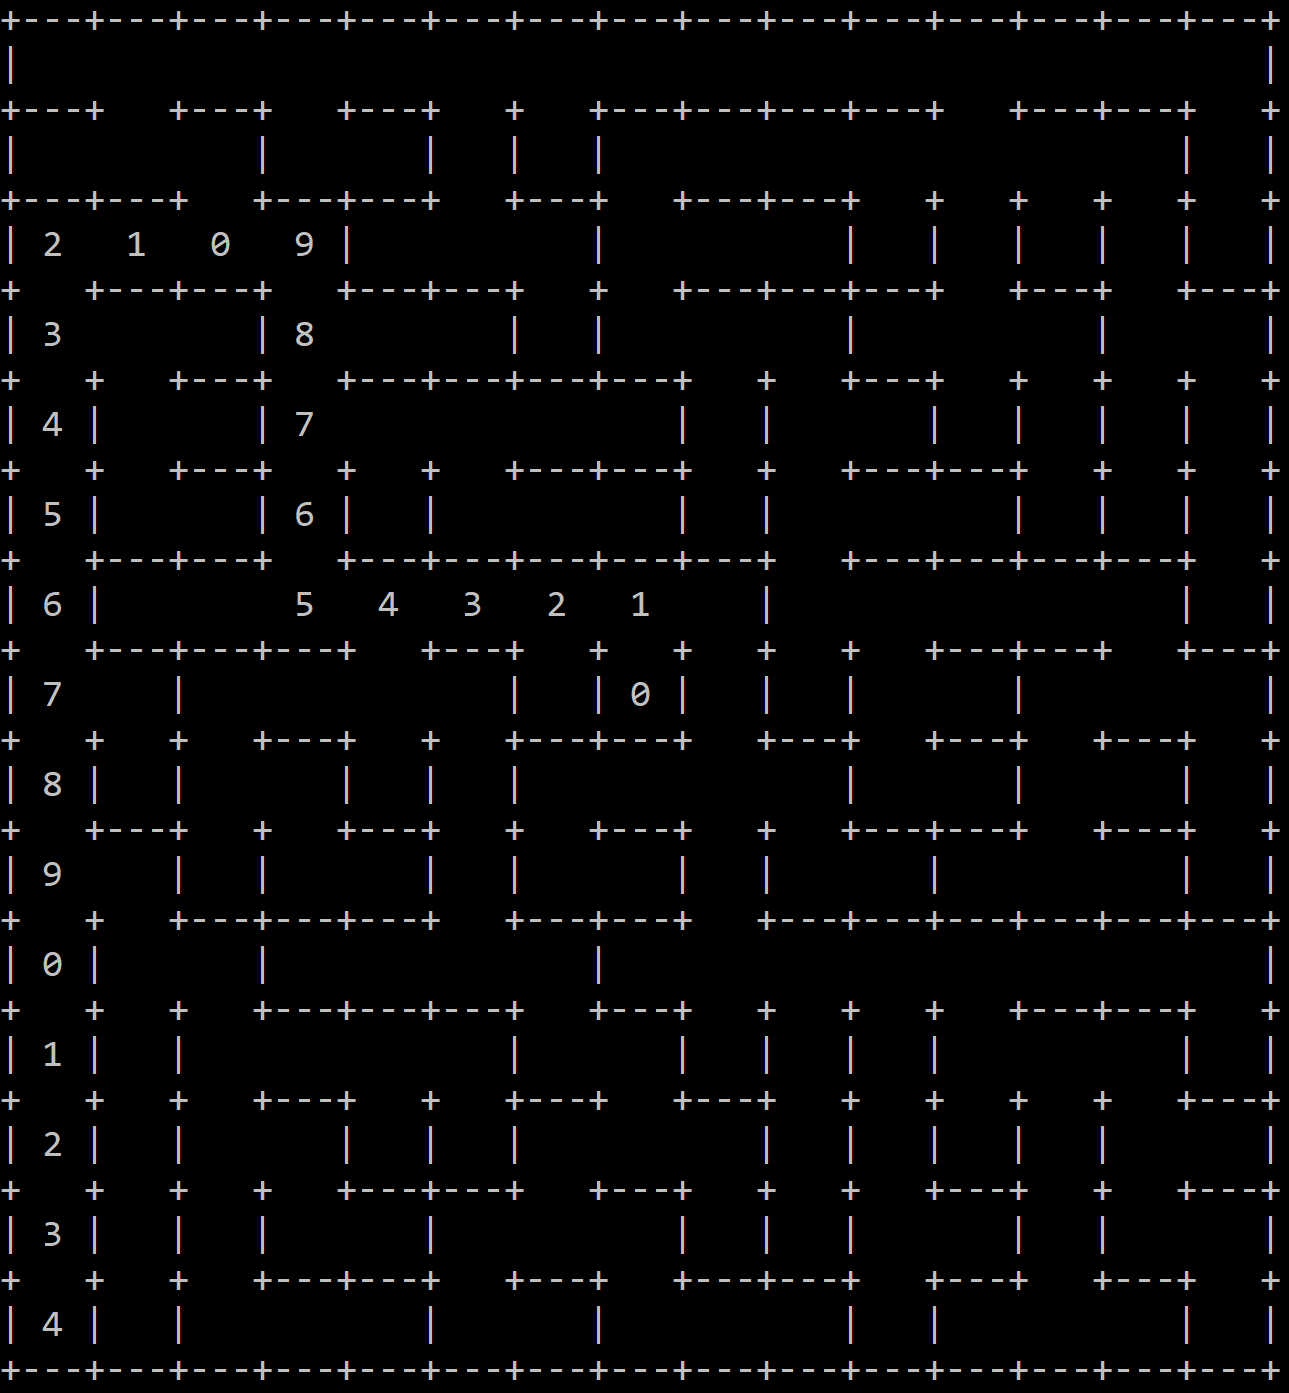 +---+---+---+---+---+---+---+---+---+---+---+---+---+---+---+
|                                                           |
+---+   +---+   +---+   +   +---+---+---+---+   +---+---+   +
|           |       |   |   |                           |   |
+---+---+   +---+---+   +---+   +---+---+   +   +   +   +   +
| 2   1   0   9 |           |           |   |   |   |   |   |
+   +---+---+   +---+---+   +   +---+---+---+   +---+   +---+
| 3         | 8         |   |           |           |       |
+   +   +---+   +---+---+---+---+   +   +---+   +   +   +   +
| 4 |       | 7                 |   |       |   |   |   |   |
+   +   +---+   +   +   +---+---+   +   +---+---+   +   +   +
| 5 |       | 6 |   |           |   |           |   |   |   |
+   +---+---+   +---+---+---+---+---+   +---+---+---+---+   +
| 6 |         5   4   3   2   1     |                   |   |
+   +---+---+---+   +---+   +   +   +   +   +---+---+   +---+
| 7     |               |   | 0 |   |   |       |           |
+   +   +   +---+   +   +---+---+   +---+   +---+   +---+   +
| 8 |   |       |   |   |               |       |       |   |
+   +---+   +   +---+   +   +---+   +   +---+---+   +---+   +
| 9     |   |       |   |       |   |       |           |   |
+   +   +---+---+---+   +---+---+   +---+---+---+---+---+---+
| 0 |       |               |                               |
+   +   +   +---+---+---+   +---+   +   +   +   +---+---+   +
| 1 |   |               |       |   |   |   |           |   |
+   +   +   +---+   +   +---+   +---+   +   +   +   +   +---+
| 2 |   |       |   |   |           |   |   |   |   |       |
+   +   +   +   +---+---+   +---+   +   +   +---+   +   +---+
| 3 |   |   |       |           |   |   |       |   |       |
+   +   +   +---+---+   +---+   +---+---+   +---+   +---+   +
| 4 |   |           |       |           |   |           |   |
+---+---+---+---+---+---+---+---+---+---+---+---+---+---+---+